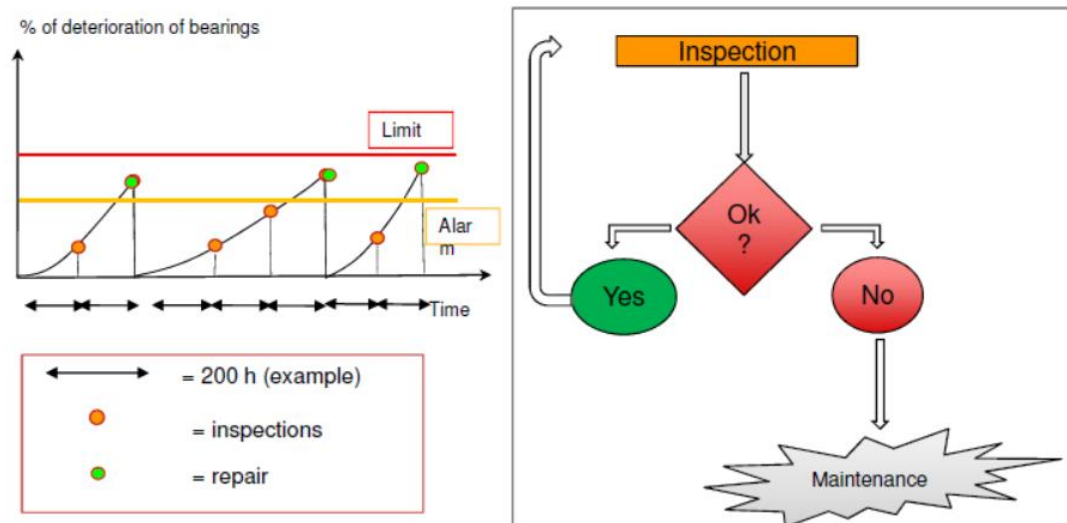 % of deterioration of bearings
Limit
Alar
m
Time
= 200 h (example)
= inspections
= repair
Inspection
Ok
?
Yes
No
Maintenance